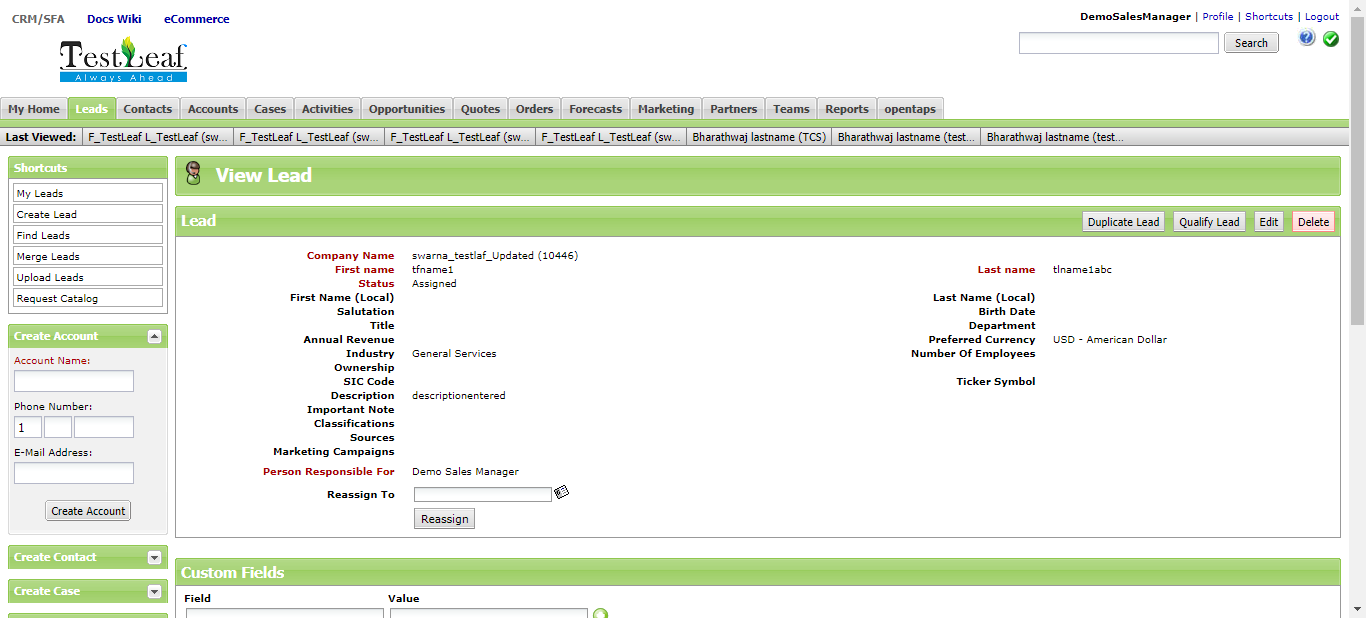 CRM/SFA Docs Wiki eCommerce
DemoSalesManager | Profile | Shortcuts | Logout
TestLeaf
Always Ahead
Search
My Home Leads Contacts Accounts Cases Activities Opportunities Quotes Orders Forecasts Marketing Partners Teams Reports opentaps
Last Viewed: F_TestLeaf L_TestLeaf (sw... F_TestLeaf L_TestLeaf (sw... F_TestLeaf L_TestLeaf (sw... F_TestLeaf L_TestLeaf (sw... Bharathwaj lastname (TCS) Bharathwaj lastname (test... Bharathwaj lastname (test...
Shortcuts
My Leads
Create Lead
Find Leads
Merge Leads
Upload Leads
Request Catalog
Create Account
Account Name:
Phone Number:
1
E-Mail Address:
Create Account
Create Contact
Create Case
View Lead
Lead Duplicate Lead Qualify Lead Edit Delete
Company Name swarna_testlaf_Updated (10446)
First name tfname1 Last name tlname1abc
Status Assigned
First Name (Local) Last Name (Local)
Salutation Birth Date
Title Department
Annual Revenue Preferred Currency USD - American Dollar
Industry General Services Number Of Employees
Ownership
SIC Code Ticker Symbol
Description descriptionentered
Important Note
Classifications
Sources
Marketing Campaigns
Person Responsible For Demo Sales Manager
Reassign To
Reassign
Custom Fields
Field Value